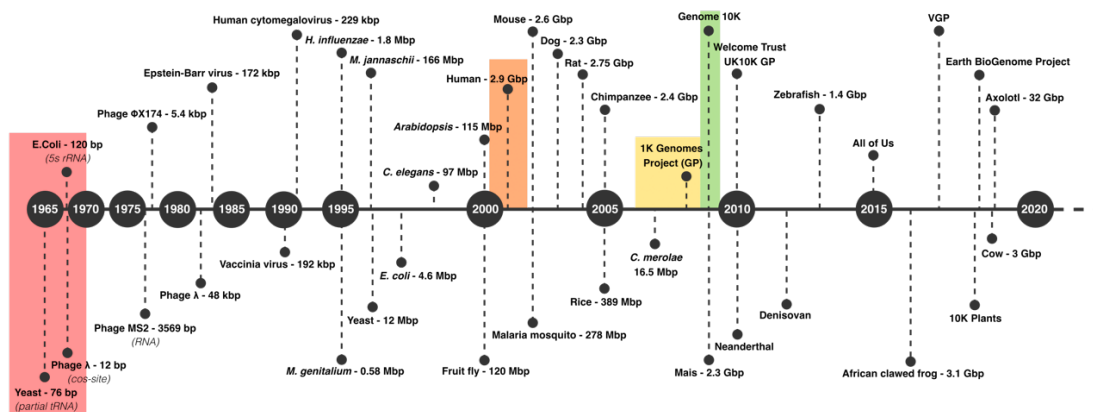 Human cytomegalovirus - 229 kbp
Mouse - 2.6 Gbp
Genome 10K
VGP
H. influenzae - 1.8 Mbp
Dog - 2.3 Gbp
Welcome Trust
UK10K GP
M. jannaschii - 166 Mbp
Rat - 2.75 Gbp
Earth BioGenome Project
Epstein-Barr virus - 172 kbp
Human - 2.9 Gbp
Chimpanzee - 2.4 Gbp
Zebrafish - 1.4 Gbp
Axolotl - 32 Gbp
Phage ΦX174 - 5.4 kbp
Arabidopsis - 115 Mbp
E.Coli - 120 bp
(5s rRNA)
1K Genomes
Project (GP)
All of Us
C. elegans - 97 Mbp
1965 1970 1975 1980 1985 1990 1995 2000 2005 2010 2015 2020
Vaccinia virus - 192 kbp
E. coli - 4.6 Mbp
C. merolae
16.5 Mbp
Cow - 3 Gbp
Phage λ - 48 kbp
Rice - 389 Mbp
Denisovan
10K Plants
Phage MS2 - 3569 bp
(RNA)
Yeast - 12 Mbp
Malaria mosquito - 278 Mbp
Neanderthal
Phage λ - 12 bp
(cos-site)
M. genitalium - 0.58 Mbp
Fruit fly - 120 Mbp
Mais - 2.3 Gbp
African clawed frog - 3.1 Gbp
Yeast - 76 bp
(partial tRNA)